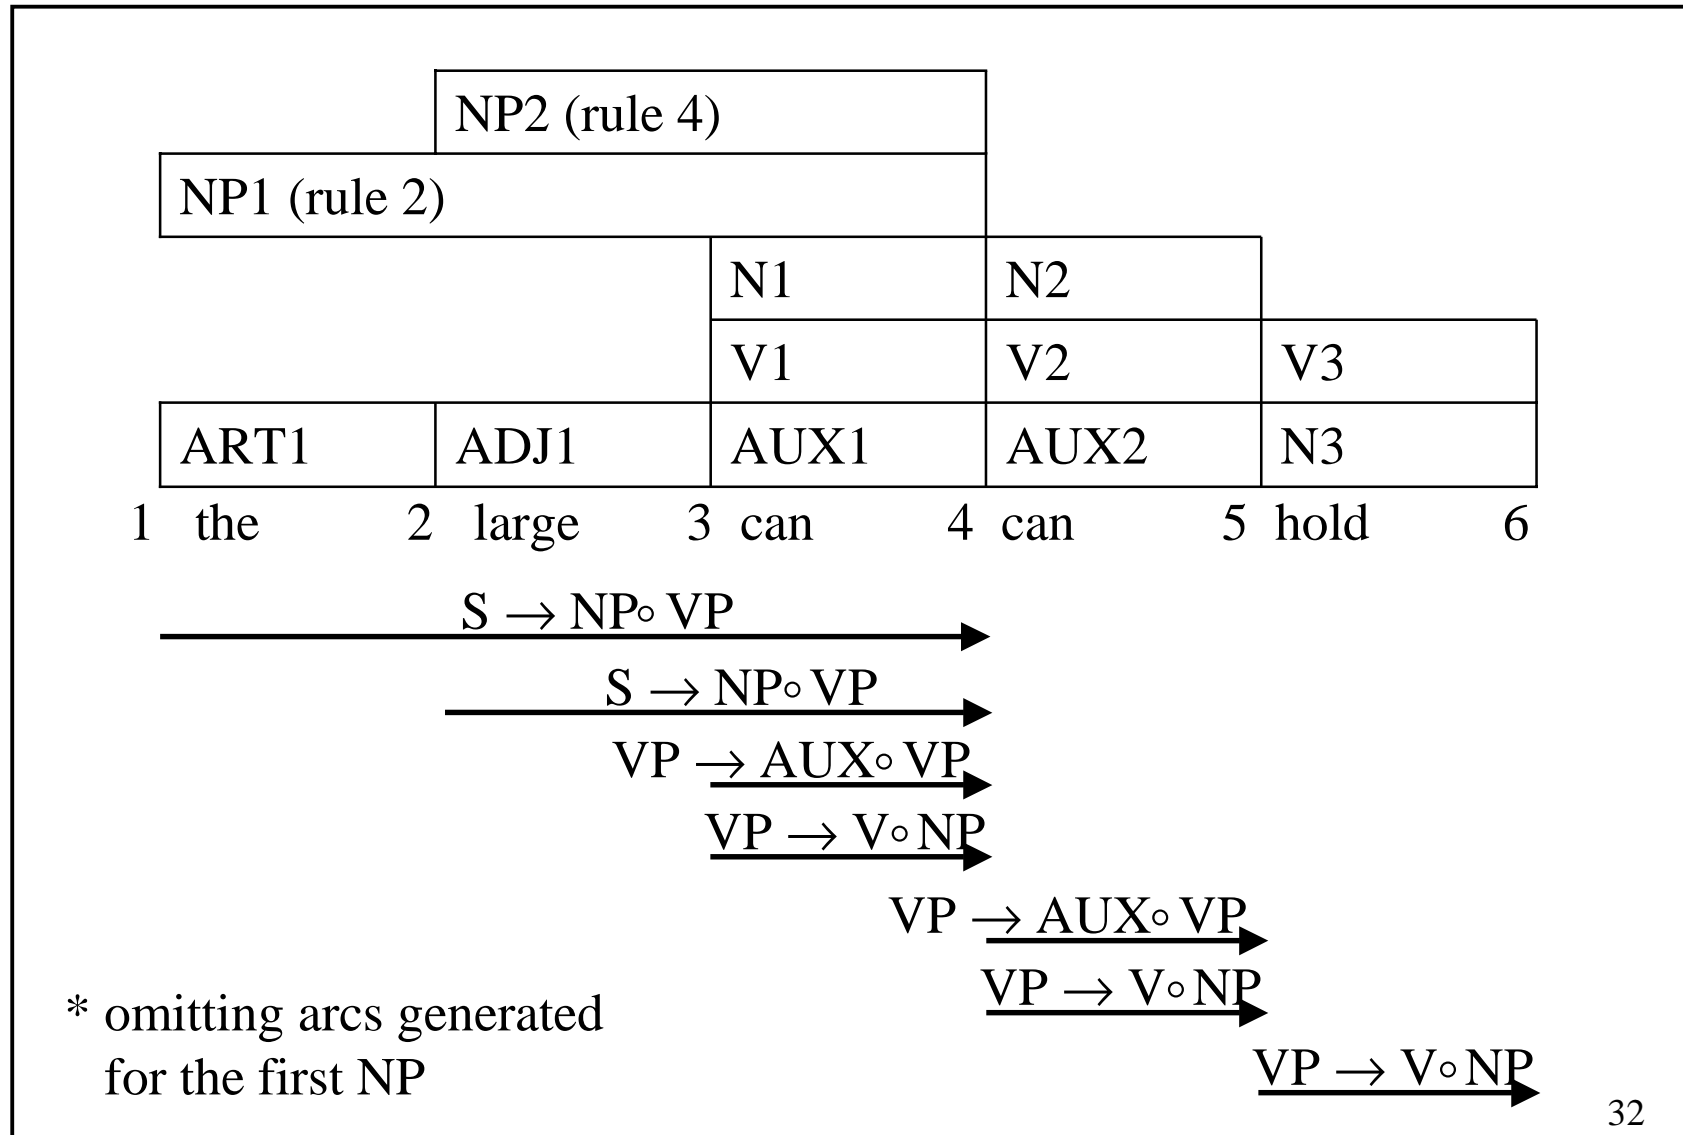 NP2 (rule 4)
NP1 (rule 2)
N1 N2
V1 V2 V3
ART1 ADJ1 AUX1 AUX2 N3
1 the 2 large 3 can 4 can 5 hold 6
S → NP∘ VP
S → NP∘ VP
VP → AUX∘ VP
VP → V∘ NP
VP → AUX∘ VP
VP → V∘ NP
* omitting arcs generated
for the first NP
VP → V∘ NP
32